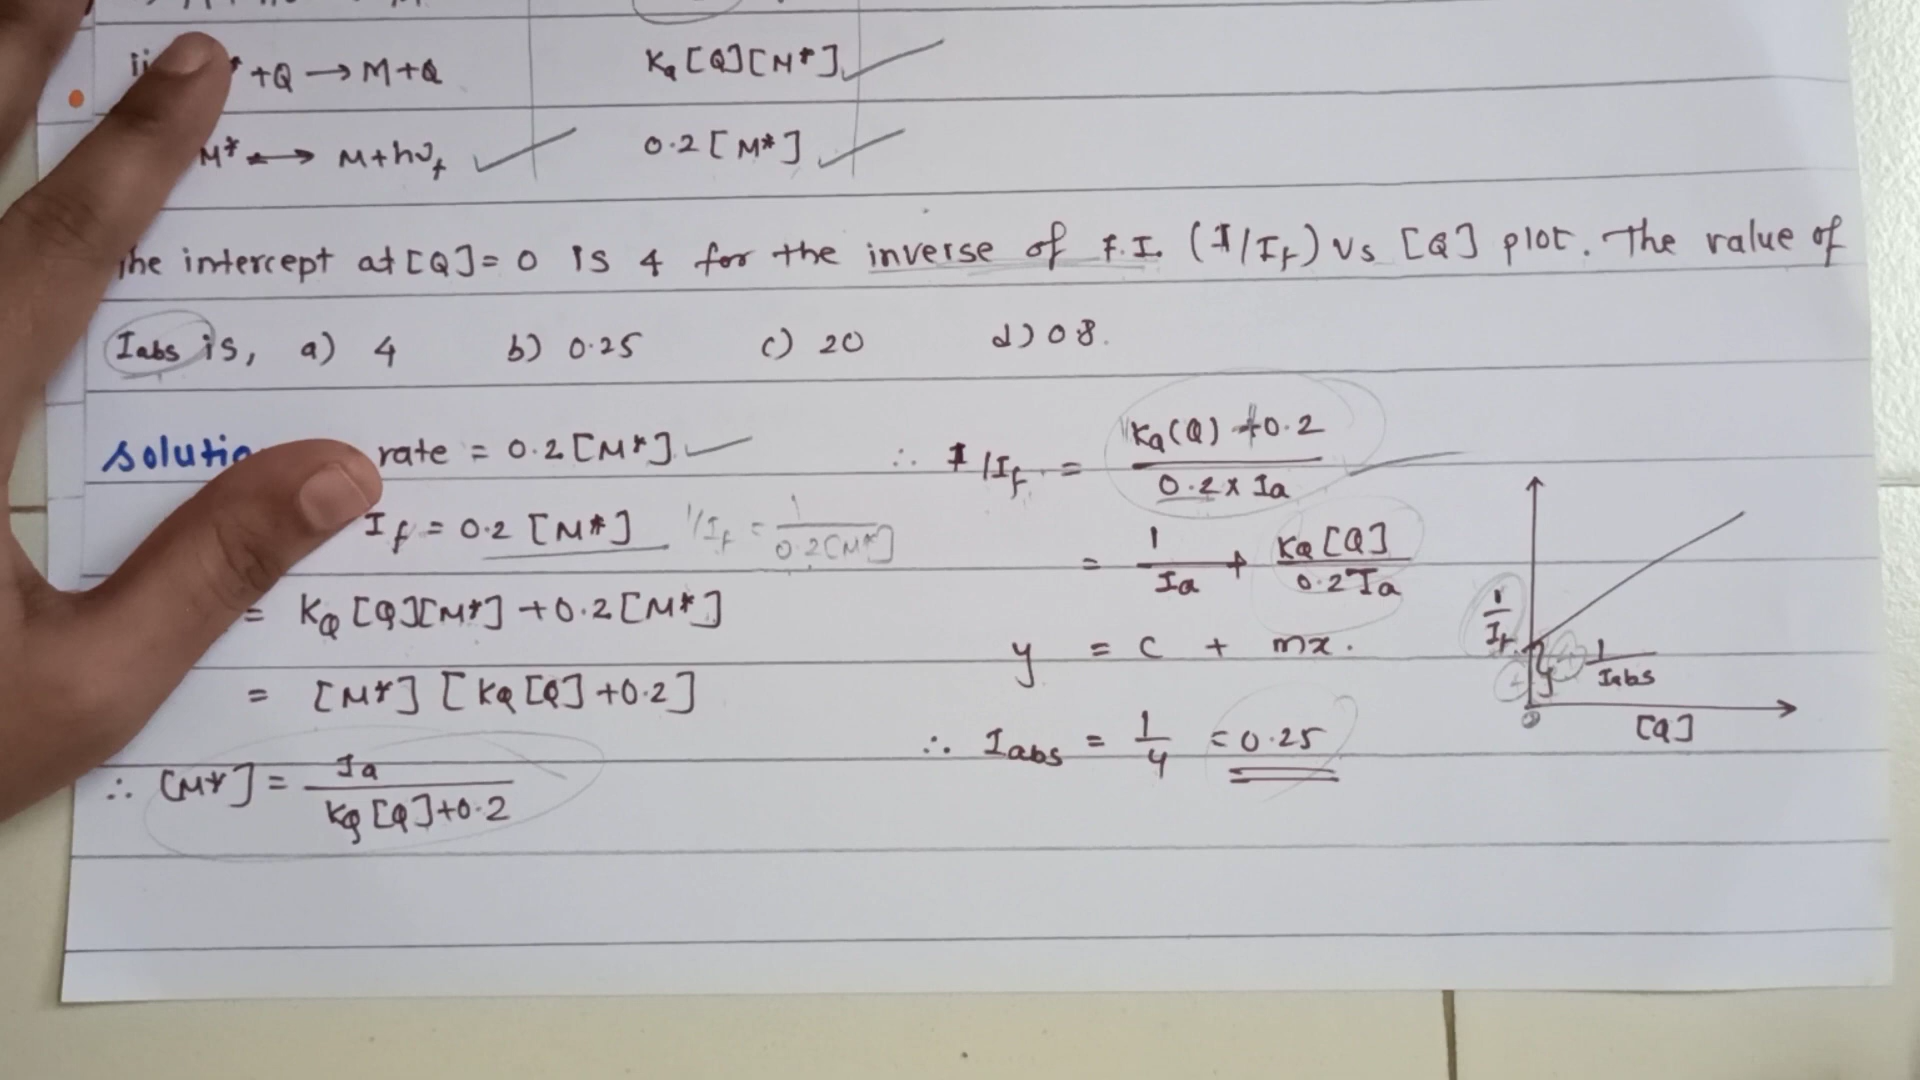 +Q → M+Q KQ [Q][M*]
M* → M+hνf 0.2[M*]
The intercept at [Q]=0 is 4 for the inverse of F.I. (1/If) vs [Q] plot. The value of
Iabs is, a) 4 b) 0.25 c) 20 d) 0.8.
rate = 0.2[M*]
If = 0.2 [M*] 1/If = 1/0.2[M*]
= KQ [Q][M*] + 0.2[M*]
= [M*] [KQ[Q] + 0.2]
∴ [M*] = Ia/KQ[Q]+0.2
∴ 1/If = KQ(Q)+0.2/0.2 x Ia
= 1/Ia + KQ[Q]/0.2 Ia
y = c + mx.
∴ Iabs = 1/4 = 0.25
1/If
1/Iabs
[Q]